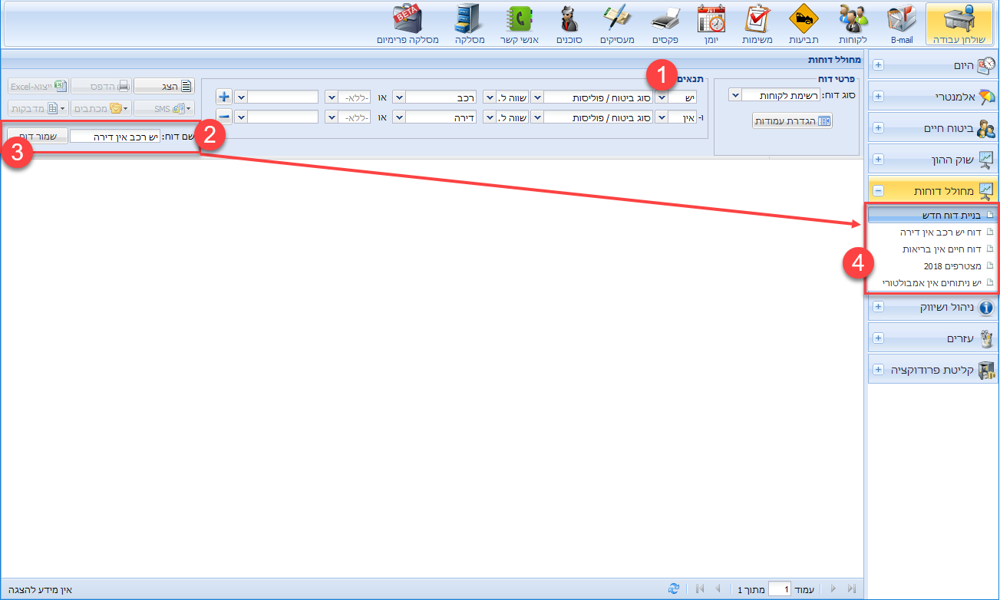 שולחן עבודה
B-mail
לקוחות
תביעות
משימות
יומן
פקסים
מעסיקים
סוכנים
אנשי קשר
מסלקה
BETA
מסלקה פרימיום
היום
אלמנטרי
ביטוח חיים
שוק ההון
מחולל דוחות
בניית דוח חדש
דוח יש רכב אין דירה
דוח חיים אין בריאות
מצטרפים 2018
יש ניתוחים אין אמבולטורי
ניהול ושיווק
עזרים
קליטת פרודוקציה
4
מחולל דוחות
פרטי דוח
סוג דוח: רשימת לקוחות
הגדרת עמודות
תנאים
1
יש סוג ביטוח / פוליסות שווה ל. רכב או -ללא-
ו- אין סוג ביטוח / פוליסות שווה ל. דירה או -ללא-
הצג הדפס ייצוא-Excel
SMS מכתבים מדבקות
2
שם דוח: יש רכב אין דירה שמור דוח
3
עמוד 1 מתוך 1
אין מידע להצגה